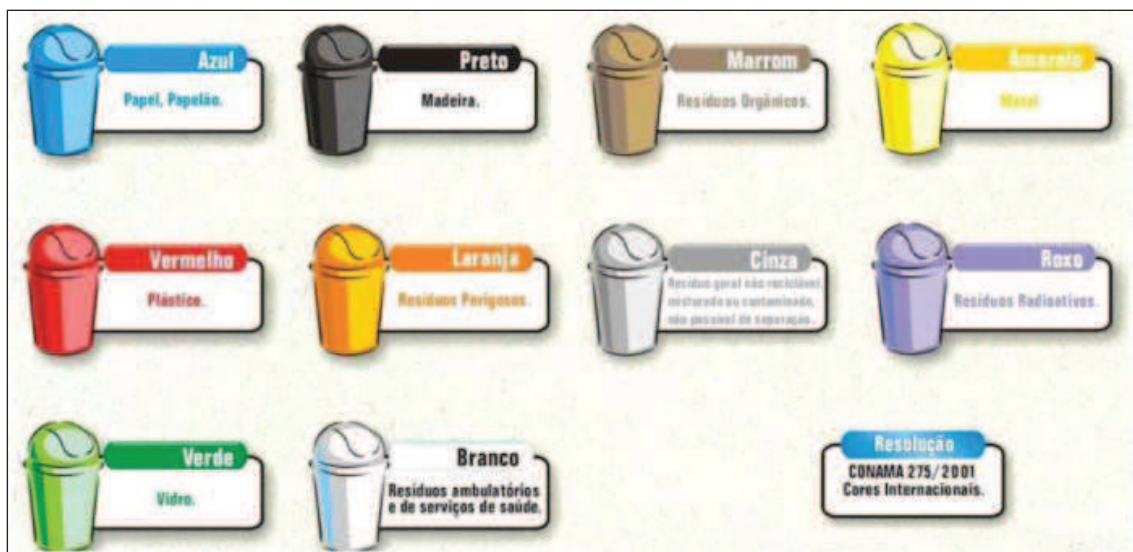 Azul
Papel, Papelão.
Preto
Madeira.
Marrom
Resíduos Orgânicos.
Amarelo
Metal
Vermelho
Plástico.
Laranja
Resíduos Perigosos.
Cinza
Resíduo geral não reciclável,
misturado ou contaminado,
não passível de separação.
Roxo
Resíduos Radioativos.
Verde
Vidro.
Branco
Resíduos ambulatórios
e de serviços de saúde.
Resolução
CONAMA 275/2001
Cores Internacionais.